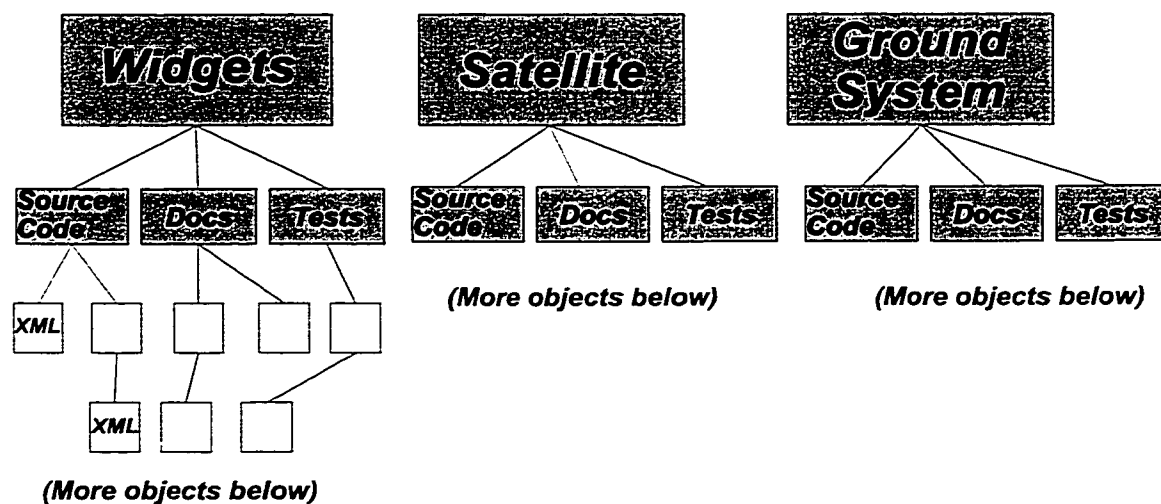 Widgets
Satellite
Ground
System
Source
Code
Docs
Tests
Source
Code
Docs
Tests
Source
Code
Docs
Tests
(More objects below)
(More objects below)
XML
XML
(More objects below)